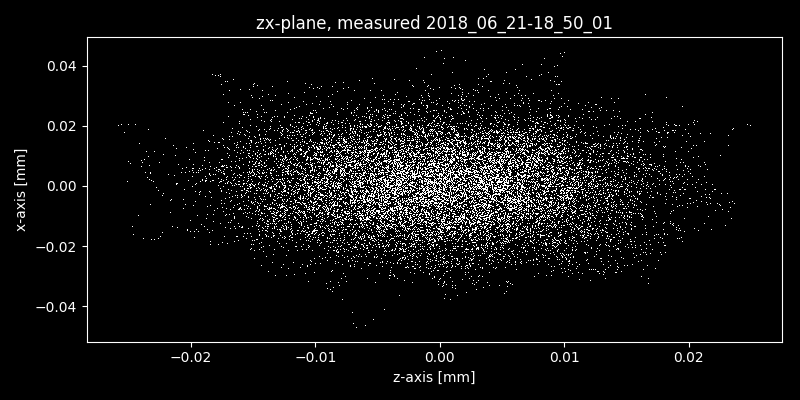 zx-plane, measured 2018_06_21-18_50_01
0.04
0.02
0.00
−0.02
−0.04
x-axis [mm]
−0.02 −0.01 0.00 0.01 0.02
z-axis [mm]